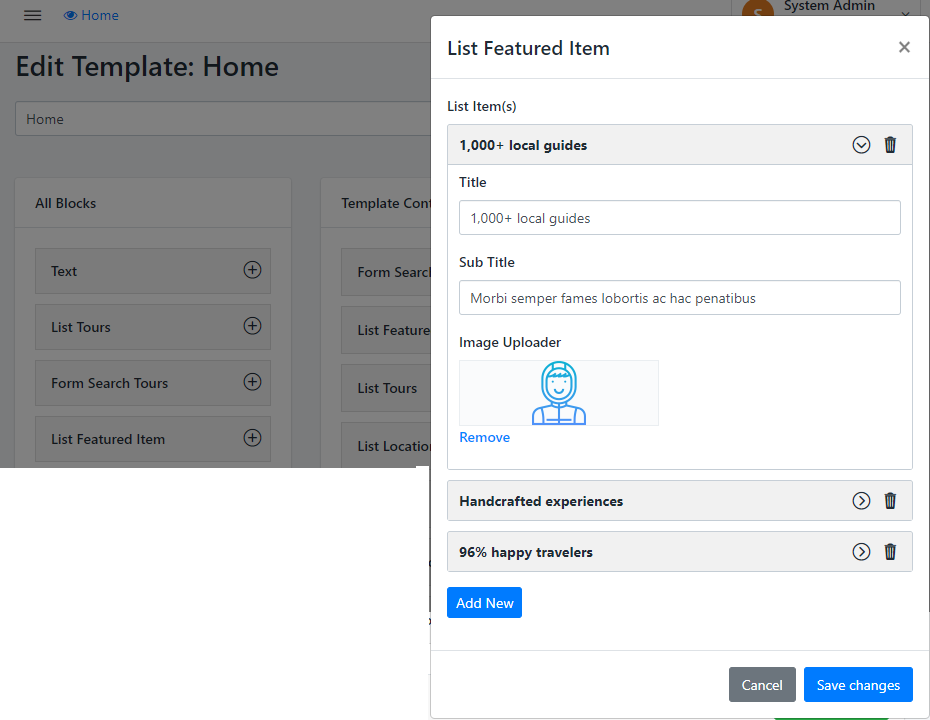 Home
System Admin
S
Edit Template: Home
Home
All Blocks
Text
List Tours
Form Search Tours
List Featured Item
Template Cont
Form Search
List Feature
List Tours
List Location
List Featured Item
List Item(s)
1,000+ local guides
Title
1,000+ local guides
Sub Title
Morbi semper fames lobortis ac hac penatibus
Image Uploader
Remove
Handcrafted experiences
96% happy travelers
Add New
Cancel
Save changes